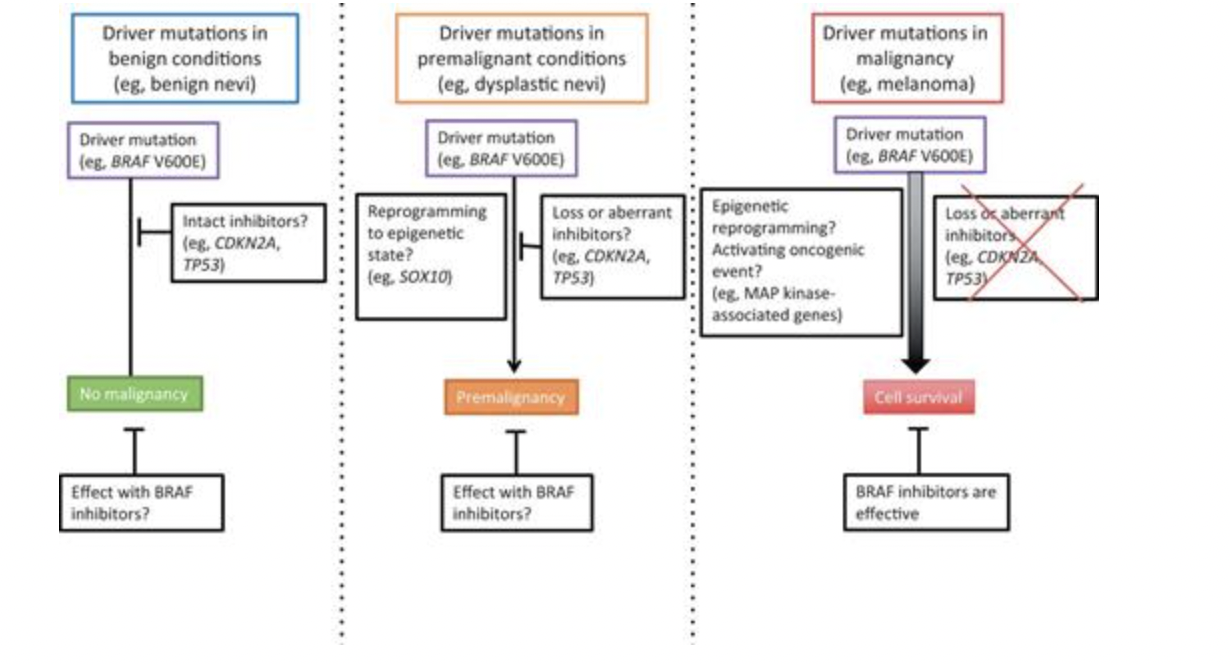 Driver mutations in
benign conditions
(eg, benign nevi)
Driver mutation
(eg, BRAF V600E)
Intact inhibitors?
(eg, CDKN2A,
TP53)
No malignancy
Effect with BRAF
inhibitors?
Driver mutations in
premalignant conditions
(eg, dysplastic nevi)
Driver mutation
(eg, BRAF V600E)
Reprogramming
to epigenetic
state?
(eg, SOX10)
Loss or aberrant
inhibitors?
(eg, CDKN2A,
TP53)
Premalignancy
Effect with BRAF
inhibitors?
Driver mutations in
malignancy
(eg, melanoma)
Driver mutation
(eg, BRAF V600E)
Epigenetic
reprogramming?
Activating oncogenic
event?
(eg, MAP kinase-
associated genes)
Loss or aberrant
inhibitors
(eg, CDKN2A,
TP53)
Cell survival
BRAF inhibitors are
effective